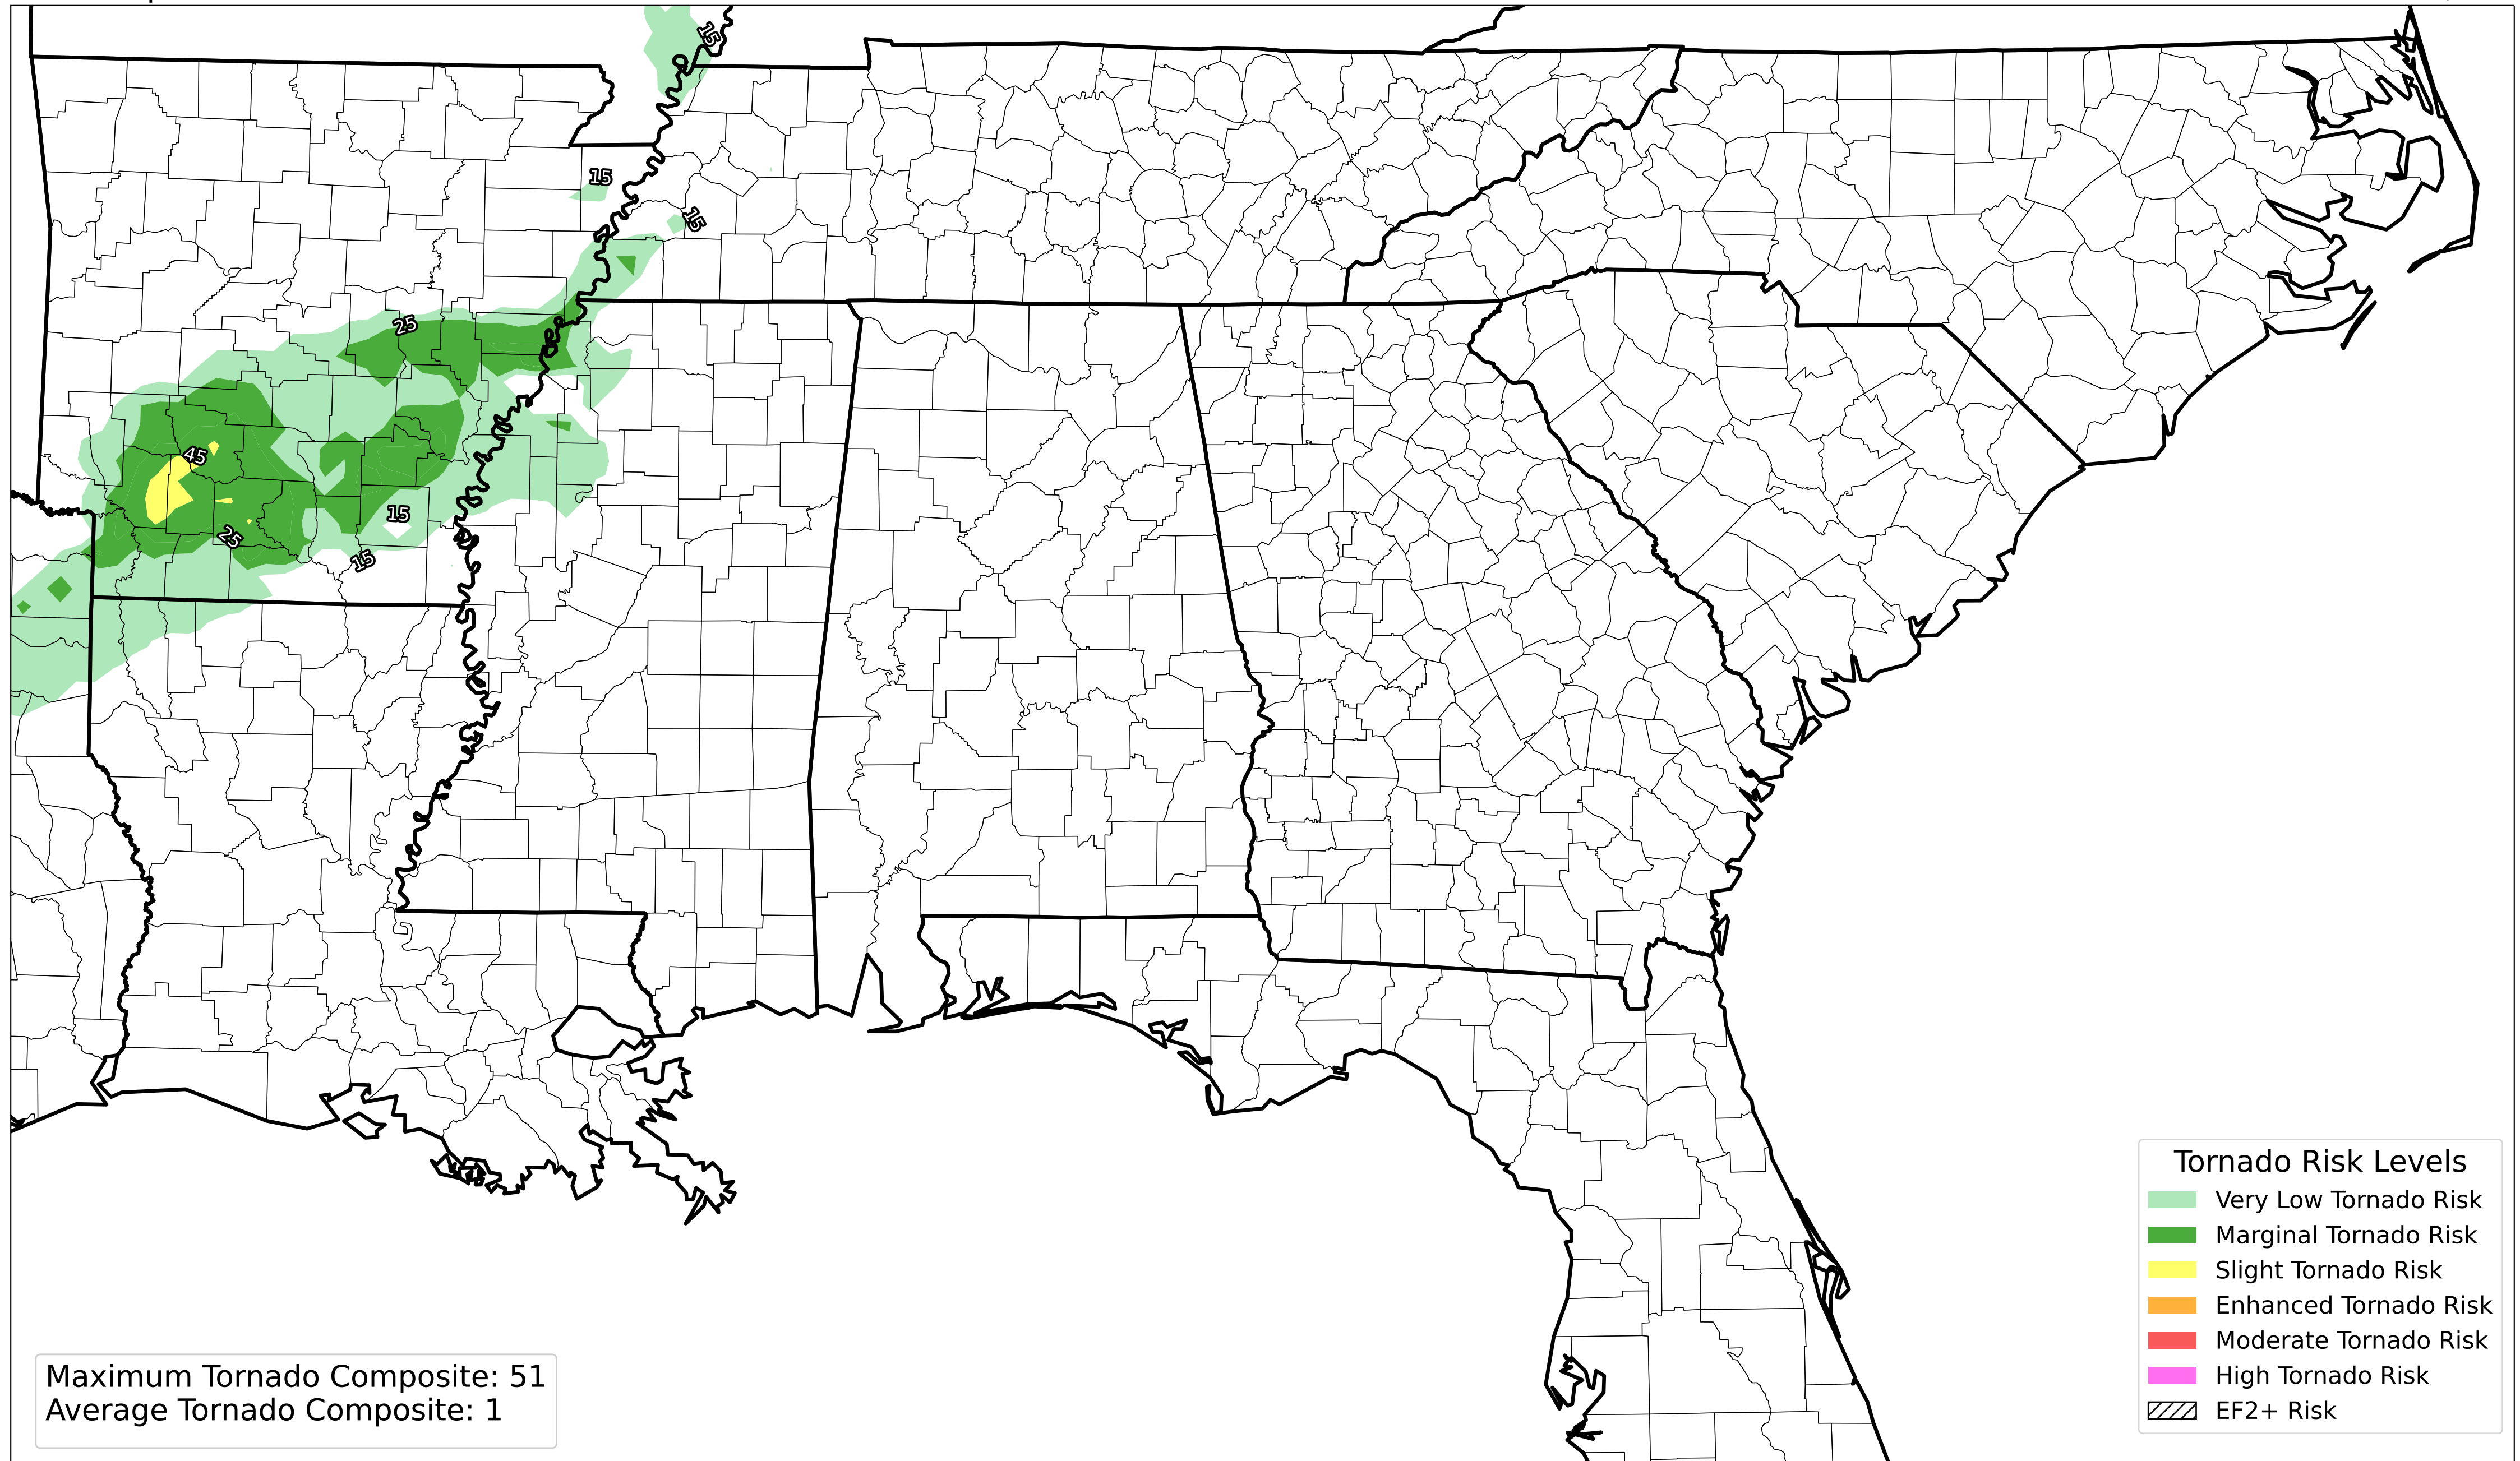 15
15
15
25
45
15
25
15
Tornado Risk Levels
Very Low Tornado Risk
Marginal Tornado Risk
Slight Tornado Risk
Enhanced Tornado Risk
Moderate Tornado Risk
High Tornado Risk
EF2+ Risk
Maximum Tornado Composite: 51
Average Tornado Composite: 1